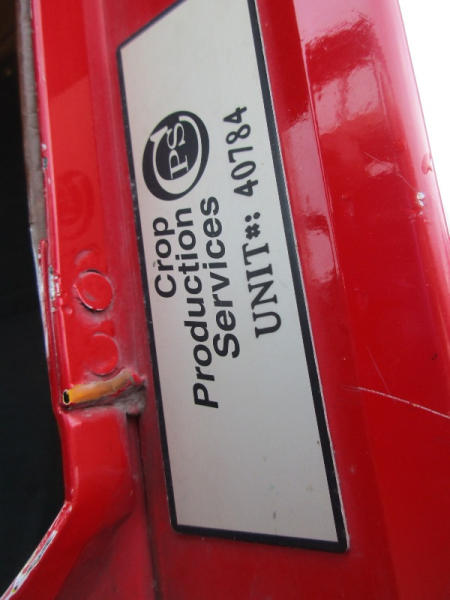 CPS
Crop
Production
Services
UNIT#: 40784